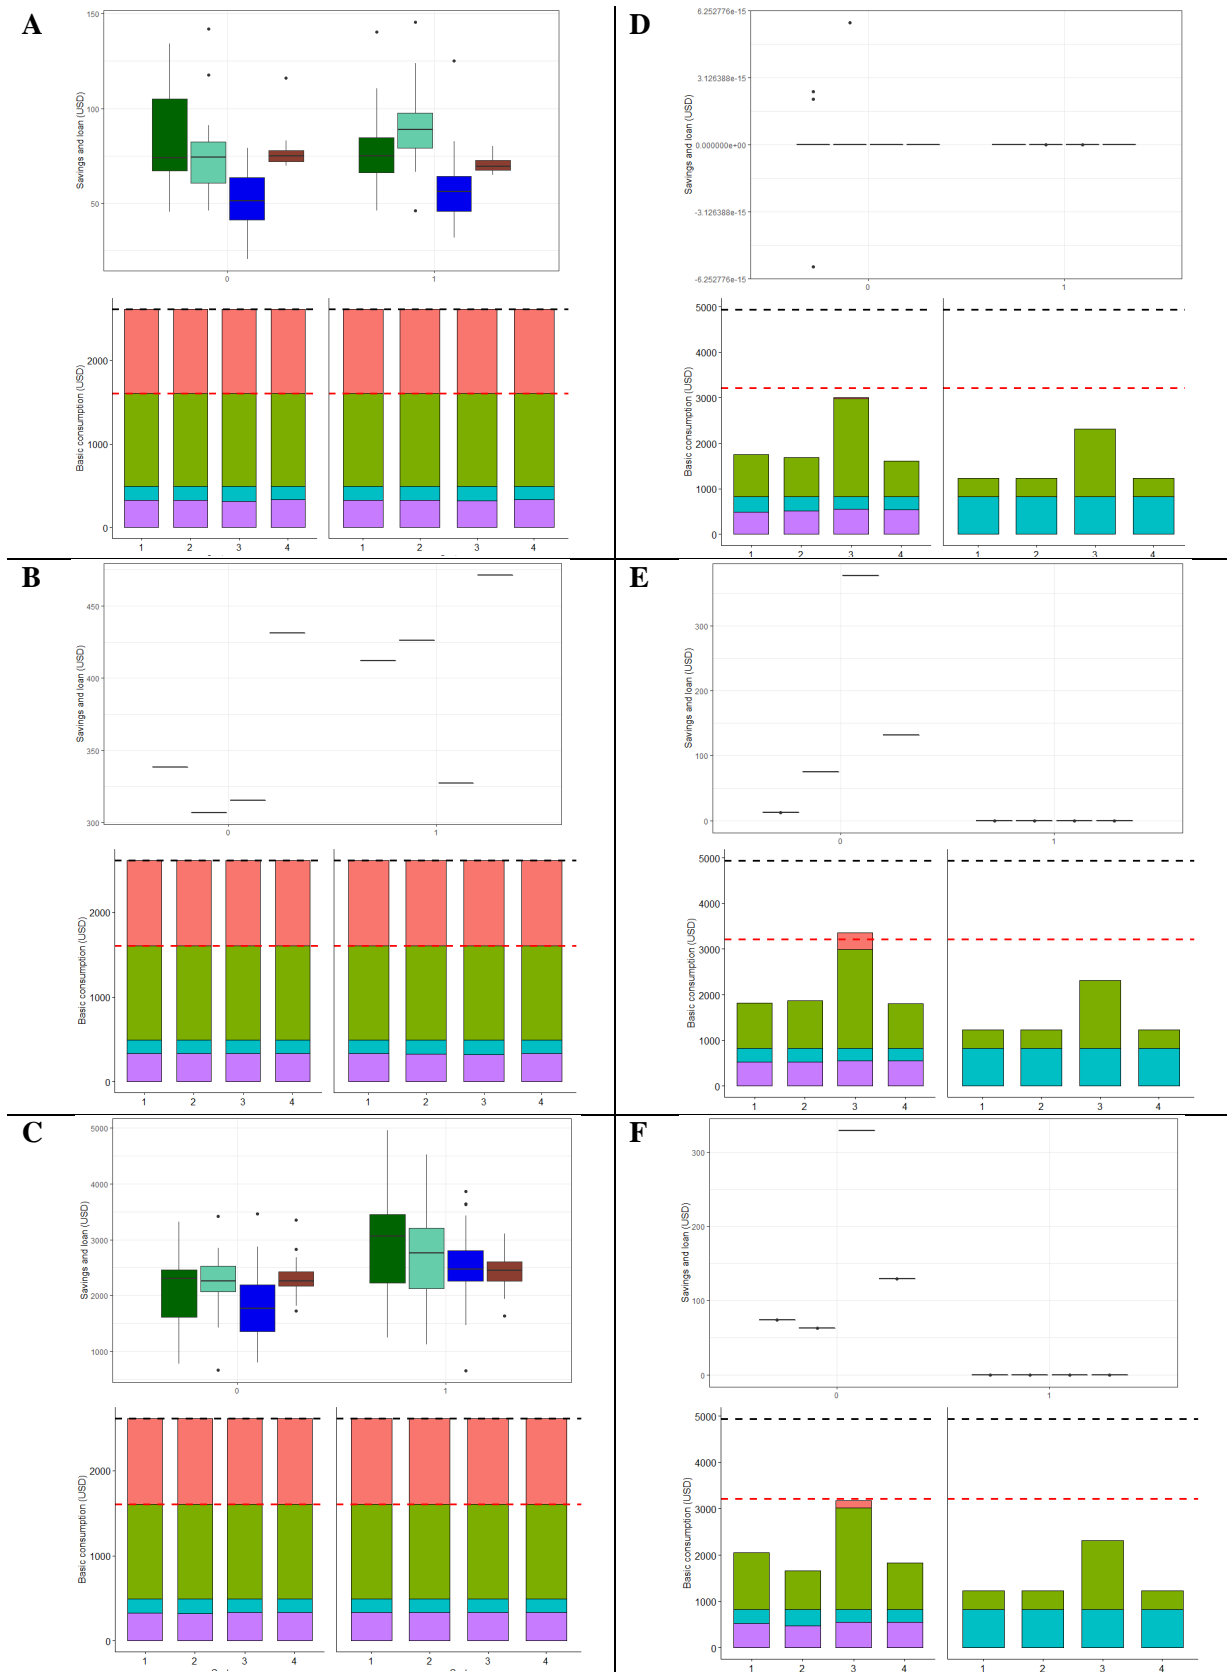 A
Savings and loan (USD)
150
100
50
0 1
Basic consumption (USD)
2000
1000
0
1 2 3 4 1 2 3 4
B
Savings and loan (USD)
450
400
350
300
0 1
Basic consumption (USD)
2000
1000
0
1 2 3 4 1 2 3 4
C
Savings and loan (USD)
5000
4000
3000
2000
1000
0 1
Basic consumption (USD)
2000
1000
0
1 2 3 4 1 2 3 4
D
Savings and loan (USD)
6.252776e-15
3.126388e-15
0.000000e+00
-3.126388e-15
-6.252776e-15
0 1
Basic consumption (USD)
5000
4000
3000
2000
1000
0
1 2 3 4 1 2 3 4
E
Savings and loan (USD)
300
200
100
0
0 1
Basic consumption (USD)
5000
4000
3000
2000
1000
0
1 2 3 4 1 2 3 4
F
Savings and loan (USD)
300
200
100
0
0 1
Basic consumption (USD)
5000
4000
3000
2000
1000
0
1 2 3 4 1 2 3 4